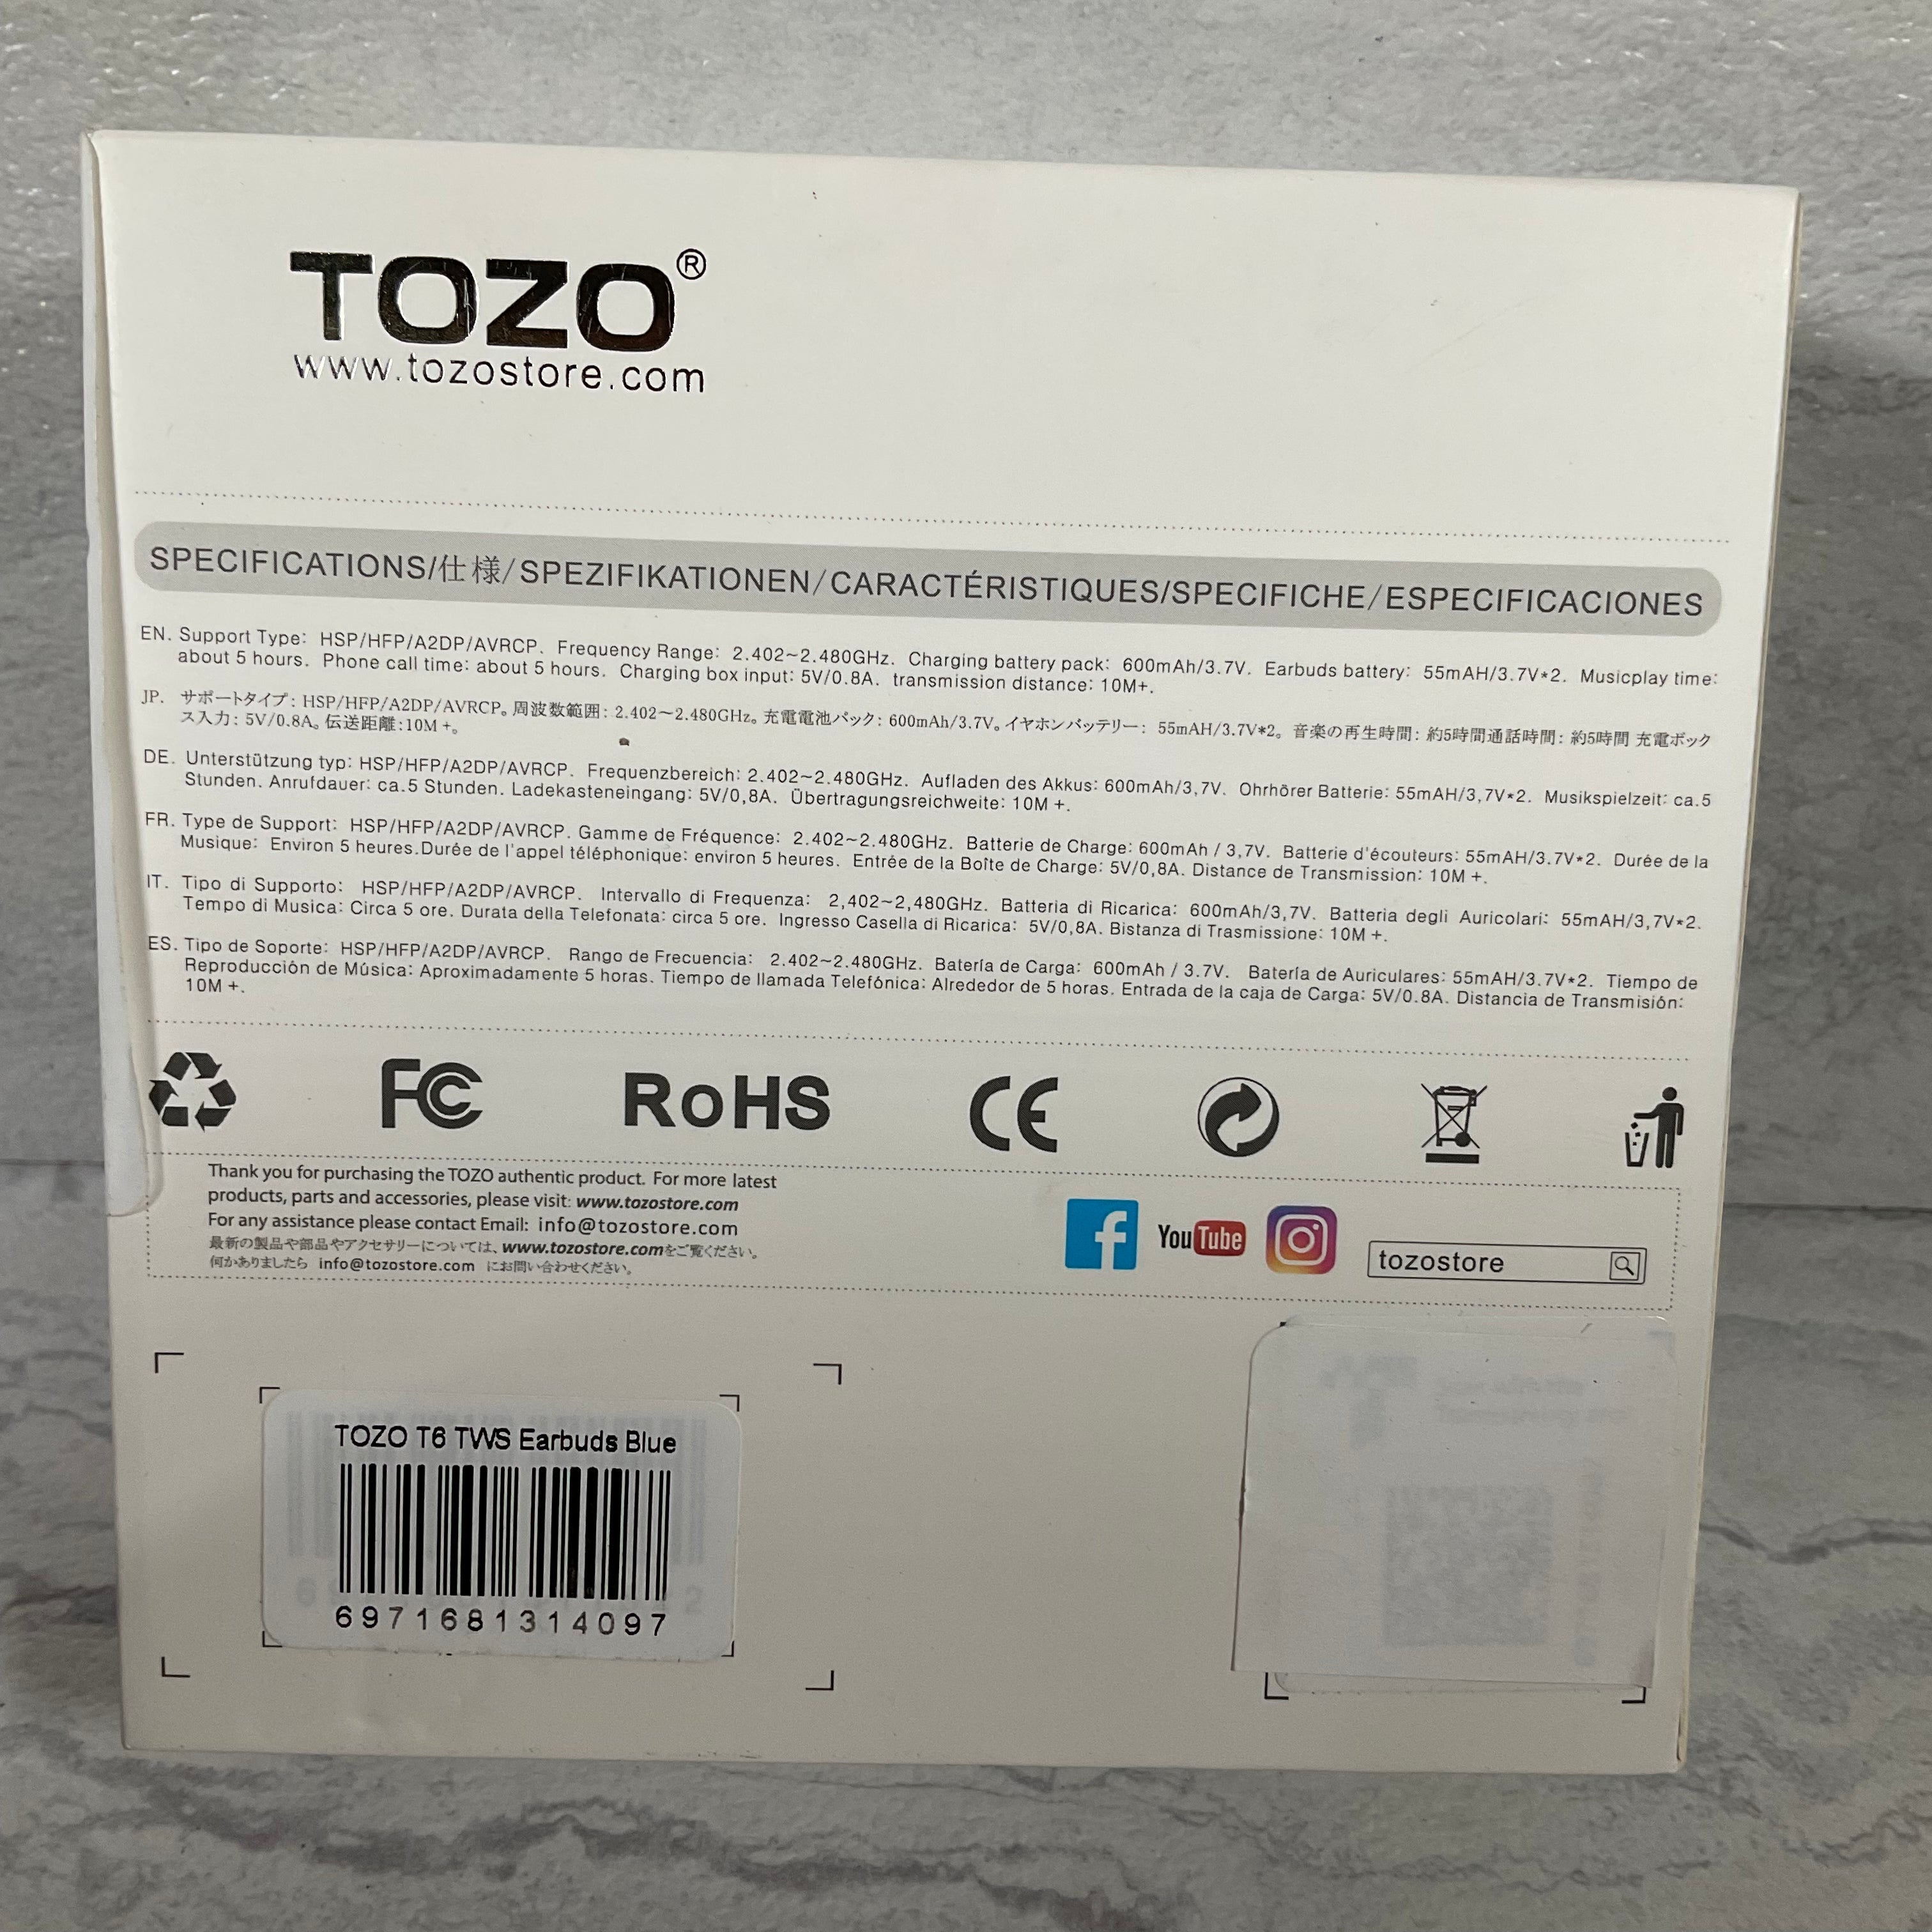 TOZO®
www.tozostore.com
SPECIFICATIONS/仕様/SPEZIFIKATIONEN/CARACTÉRISTIQUES/SPECIFICHE/ESPECIFICACIONES
EN. Support Type: HSP/HFP/A2DP/AVRCP. Frequency Range: 2.402~2.480GHz. Charging battery pack: 600mAh/3.7V. Earbuds battery: 55mAH/3.7V*2. Musicplay time:
about 5 hours. Phone call time: about 5 hours. Charging box input: 5V/0.8A. transmission distance: 10M+.
JP. サポートタイプ: HSP/HFP/A2DP/AVRCP。周波数範囲: 2.402~2.480GHz。充電電池パック: 600mAh/3.7V。イヤホンバッテリー: 55mAH/3.7V*2。音楽の再生時間: 約5時間通話時間: 約5時間 充電ボック
ス入力: 5V/0.8A。伝送距離:10M +。
DE. Unterstützung typ: HSP/HFP/A2DP/AVRCP. Frequenzbereich: 2.402~2.480GHz. Aufladen des Akkus: 600mAh/3,7V. Ohrhörer Batterie: 55mAH/3,7V*2. Musikspielzeit: ca.5
Stunden. Anrufdauer: ca.5 Stunden. Ladekasteneingang: 5V/0,8A. Übertragungsreichweite: 10M +.
FR. Type de Support: HSP/HFP/A2DP/AVRCP. Gamme de Fréquence: 2.402~2.480GHz. Batterie de Charge: 600mAh / 3,7V. Batterie d'écouteurs: 55mAH/3.7V*2. Durée de la
Musique: Environ 5 heures.Durée de l'appel téléphonique: environ 5 heures. Entrée de la Boîte de Charge: 5V/0,8A. Distance de Transmission: 10M +.
IT. Tipo di Supporto: HSP/HFP/A2DP/AVRCP. Intervallo di Frequenza: 2,402~2,480GHz. Batteria di Ricarica: 600mAh/3,7V. Batteria degli Auricolari: 55mAH/3,7V*2.
Tempo di Musica: Circa 5 ore. Durata della Telefonata: circa 5 ore. Ingresso Casella di Ricarica: 5V/0,8A. Bistanza di Trasmissione: 10M +.
ES. Tipo de Soporte: HSP/HFP/A2DP/AVRCP. Rango de Frecuencia: 2.402~2.480GHz. Batería de Carga: 600mAh / 3.7V. Batería de Auriculares: 55mAH/3.7V*2. Tiempo de
Reproducción de Música: Aproximadamente 5 horas. Tiempo de llamada Telefónica: Alrededor de 5 horas. Entrada de la caja de Carga: 5V/0.8A. Distancia de Transmisión:
10M +.
FC RoHS CE
Thank you for purchasing the TOZO authentic product. For more latest
products, parts and accessories, please visit: www.tozostore.com
For any assistance please contact Email: info@tozostore.com
最新の製品や部品やアクセサリーについては、www.tozostore.comをご覧ください。
何かありましたら info@tozostore.com にお問い合わせください。
f YouTube tozostore
TOZO T6 TWS Earbuds Blue
6971681314097